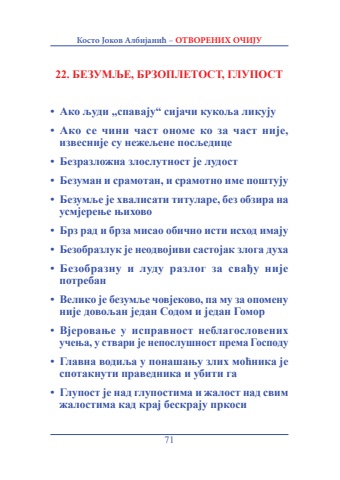 Косто Јоков Албијанић – ОТВОРЕНИХ ОЧИЈУ
22. БЕЗУМЉЕ, БРЗОПЛЕТОСТ, ГЛУПОСТ
• Ако људи „спавају“ сијачи кукоља ликују
• Ако се чини част ономе ко за част није,
извесније су нежељене посљедице
• Безразложна злослутност је лудост
• Безуман и срамотан, и срамотно име поштују
• Безумље је хвалисати титуларе, без обзира на
усмјерење њихово
• Брз рад и брза мисао обично исти исход имају
• Безобразлук је неодвојиви састојак злога духа
• Безобразну и луду разлог за свађу није
потребан
• Велико је безумље човјеково, па му за опомену
није довољан један Содом и један Гомор
• Вјеровање у исправност неблагословених
учења, у ствари је непослушност према Господу
• Главна водиља у понашању злих моћника је
спотакнути праведника и убити га
• Глупост је над глупостима и жалост над свим
жалостима кад крај бескрају пркоси
71